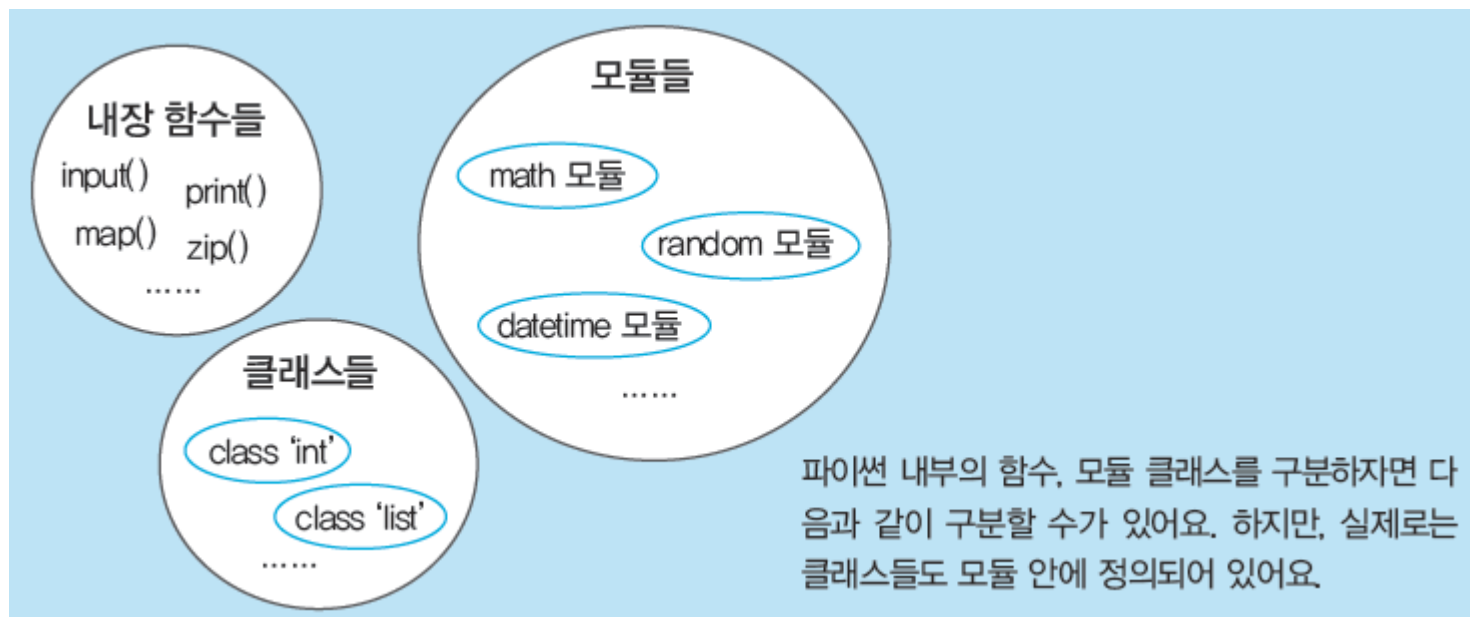 내장 함수들
input()
print()
map()
zip()
……
모듈들
math 모듈
random 모듈
datetime 모듈
……
클래스들
class ‘int’
class ‘list’
……
파이썬 내부의 함수, 모듈 클래스를 구분하자면 다
음과 같이 구분할 수가 있어요. 하지만, 실제로는
클래스들도 모듈 안에 정의되어 있어요.